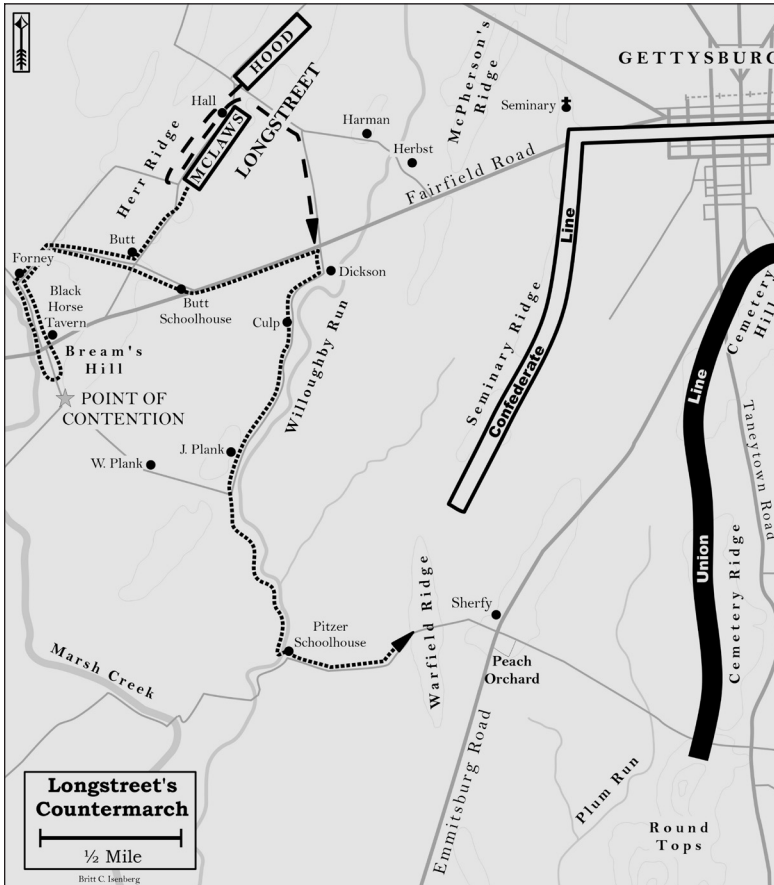 GETTYSBURG
HOOD
McPherson's
Ridge
Hall
MCLAWS
LONGSTREET
Harman
Seminary
Herbst
Herr Ridge
Fairfield Road
Line
Butt
Forney
Dickson
Butt
Schoolhouse
Black
Horse
Tavern
Culp
Cemetery
Hill
Bream's
Hill
Willoughby Run
Seminary Ridge
Confederate
Line
Taneytown Road
POINT OF
CONTENTION
J. Plank
W. Plank
Union
Cemetery Ridge
Sherfy
Pitzer
Schoolhouse
Warfield Ridge
Marsh Creek
Peach
Orchard
Emmitsburg Road
Plum Run
Round
Tops
Longstreet's
Countermarch
½ Mile
Britt C. Isenberg